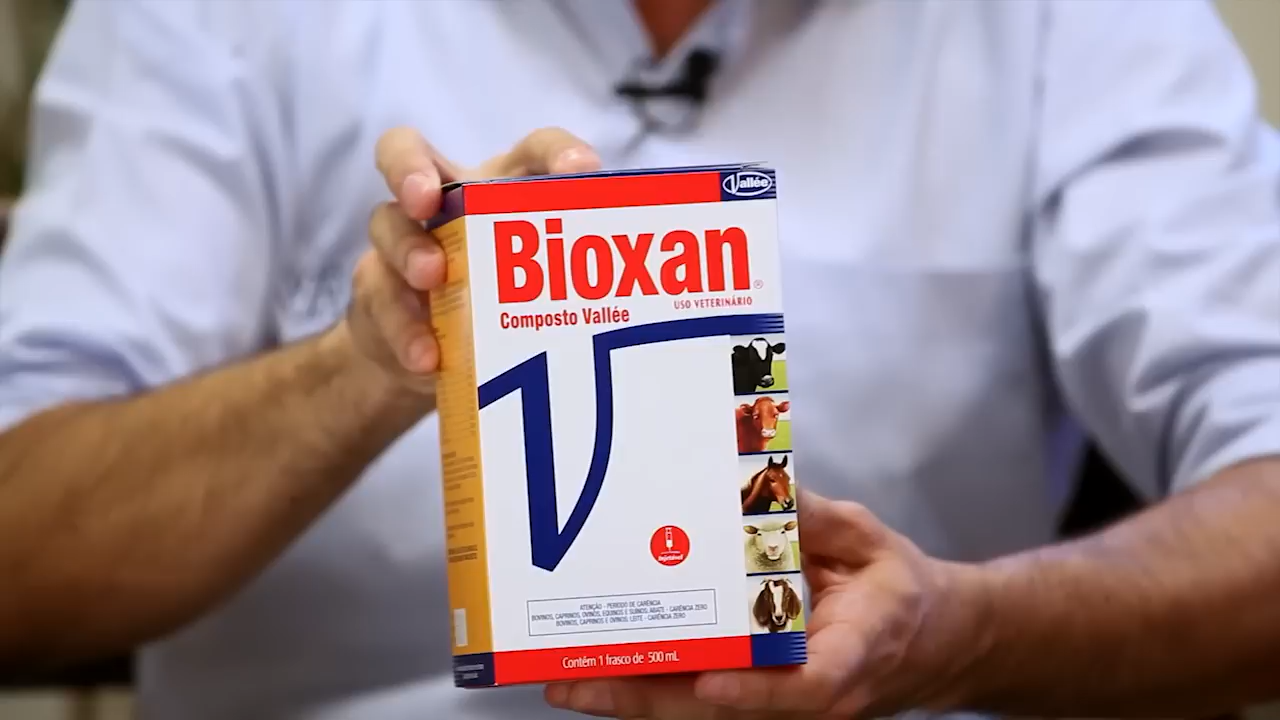 Vallée
Bioxan®
USO VETERINÁRIO
Composto Vallée
Injetável
ATENÇÃO - PERÍODO DE CARÊNCIA
BOVINOS, CAPRINOS, OVINOS, EQUINOS E SUÍNOS, ABATE - CARÊNCIA ZERO
BOVINOS, CAPRINOS E OVINOS, LEITE - CARÊNCIA ZERO
Contém 1 frasco de 500 mL